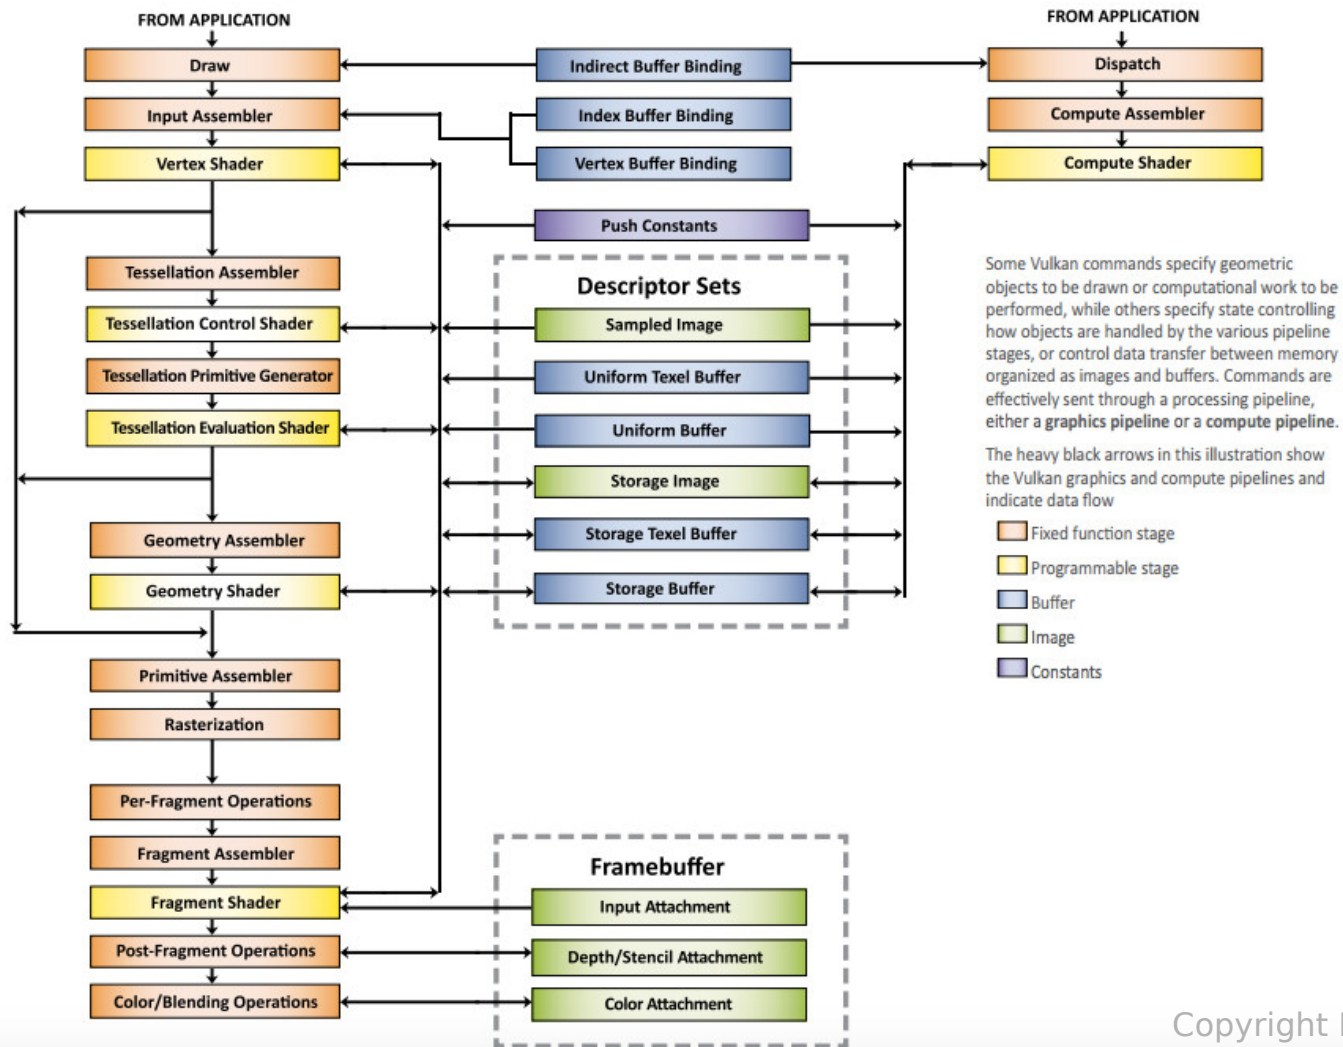 FROM APPLICATION
Draw
Input Assembler
Vertex Shader
Tessellation Assembler
Tessellation Control Shader
Tessellation Primitive Generator
Tessellation Evaluation Shader
Geometry Assembler
Geometry Shader
Primitive Assembler
Rasterization
Per-Fragment Operations
Fragment Assembler
Fragment Shader
Post-Fragment Operations
Color/Blending Operations
Indirect Buffer Binding
Index Buffer Binding
Vertex Buffer Binding
Push Constants
Descriptor Sets
Sampled Image
Uniform Texel Buffer
Uniform Buffer
Storage Image
Storage Texel Buffer
Storage Buffer
Framebuffer
Input Attachment
Depth/Stencil Attachment
Color Attachment
FROM APPLICATION
Dispatch
Compute Assembler
Compute Shader
Some Vulkan commands specify geometric
objects to be drawn or computational work to be
performed, while others specify state controlling
how objects are handled by the various pipeline
stages, or control data transfer between memory
organized as images and buffers. Commands are
effectively sent through a processing pipeline,
either a graphics pipeline or a compute pipeline.
The heavy black arrows in this illustration show
the Vulkan graphics and compute pipelines and
indicate data flow
Fixed function stage
Programmable stage
Buffer
Image
Constants
Copyright